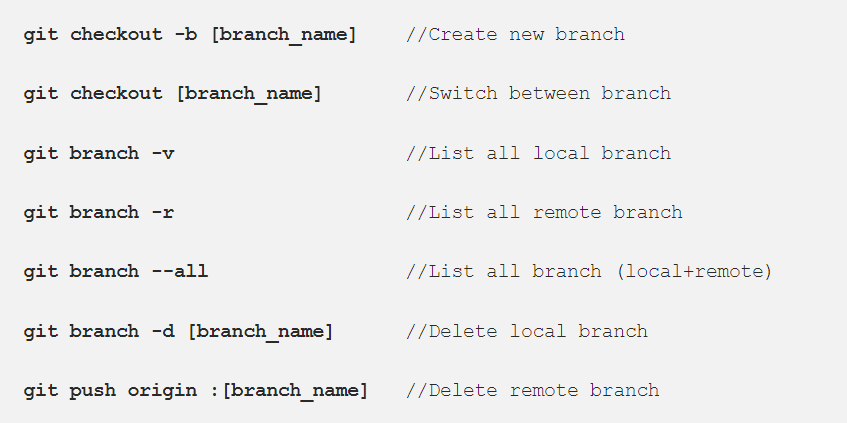 git checkout -b [branch_name] //Create new branch
git checkout [branch_name] //Switch between branch
git branch -v //List all local branch
git branch -r //List all remote branch
git branch --all //List all branch (local+remote)
git branch -d [branch_name] //Delete local branch
git push origin :[branch_name] //Delete remote branch